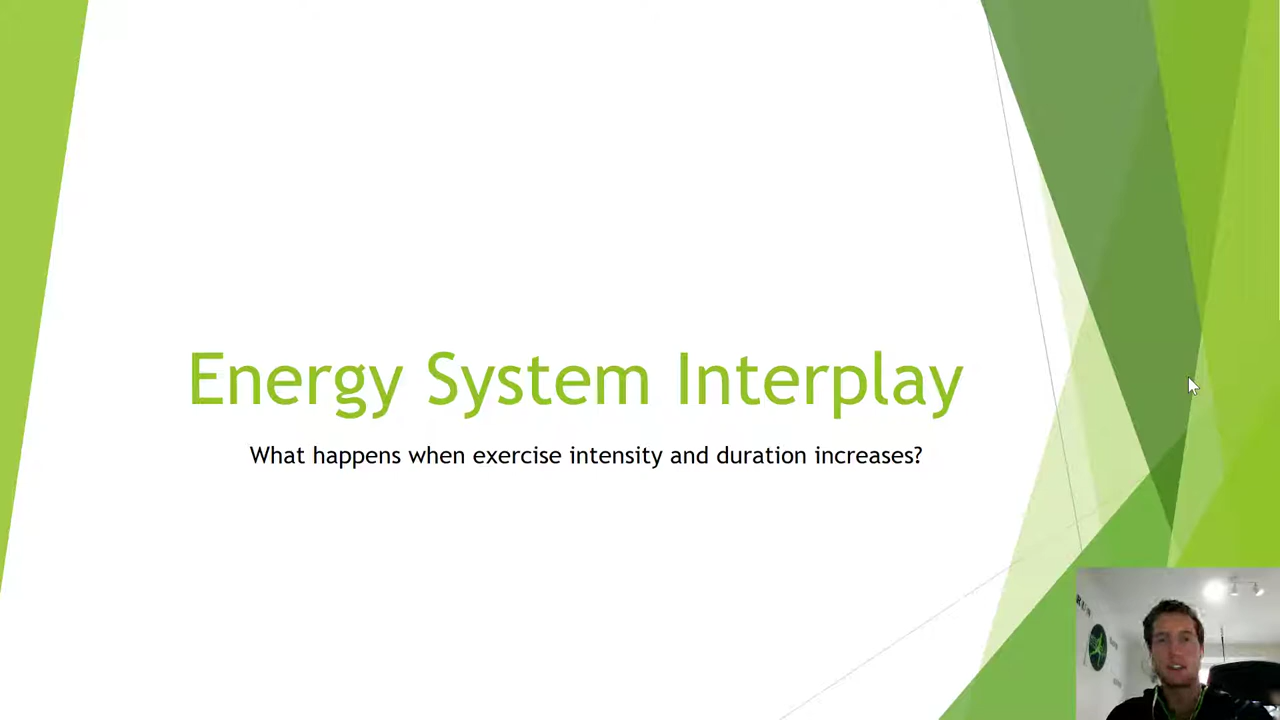 Energy System Interplay
What happens when exercise intensity and duration increases?